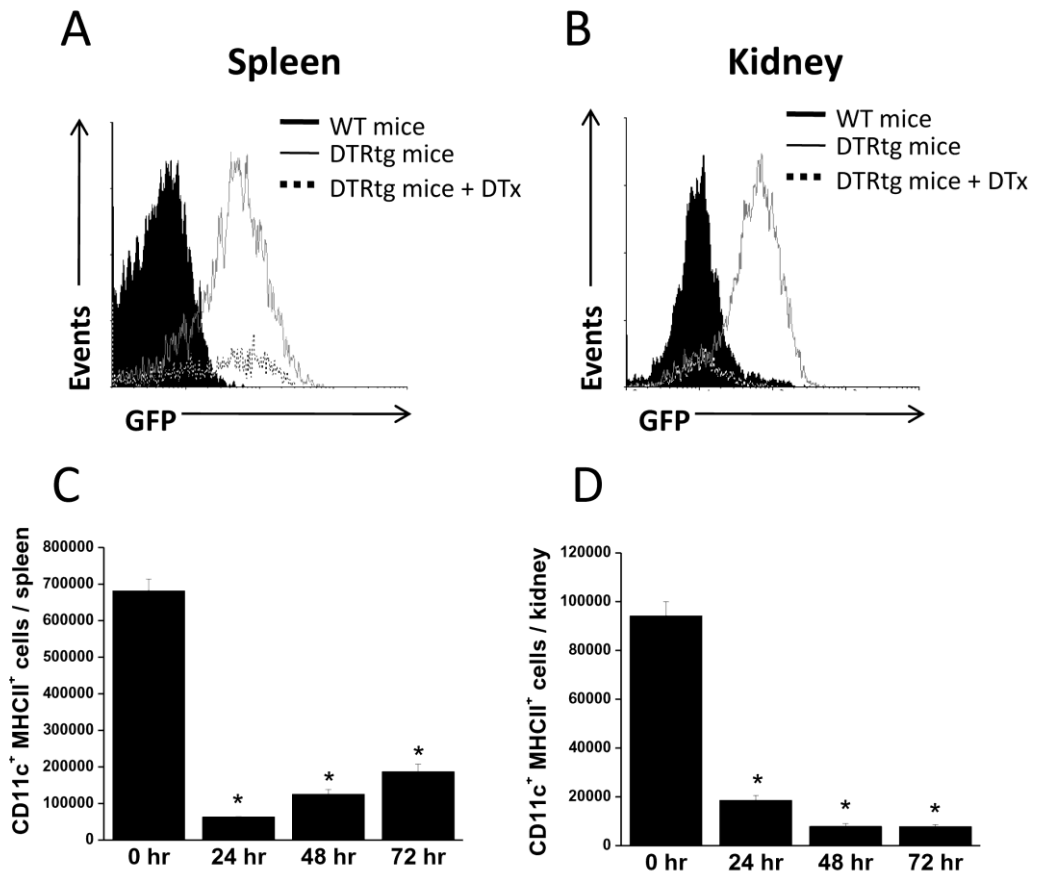 A
Spleen
WT mice
DTRtg mice
DTRtg mice + DTx
Events
GFP
B
Kidney
WT mice
DTRtg mice
DTRtg mice + DTx
Events
GFP
C
CD11c⁺ MHCII⁺ cells / spleen
800000
700000
600000
500000
400000
300000
200000
100000
0
*
*
*
0 hr 24 hr 48 hr 72 hr
D
CD11c⁺ MHCII⁺ cells / kidney
120000
100000
80000
60000
40000
20000
0
*
*
*
0 hr 24 hr 48 hr 72 hr